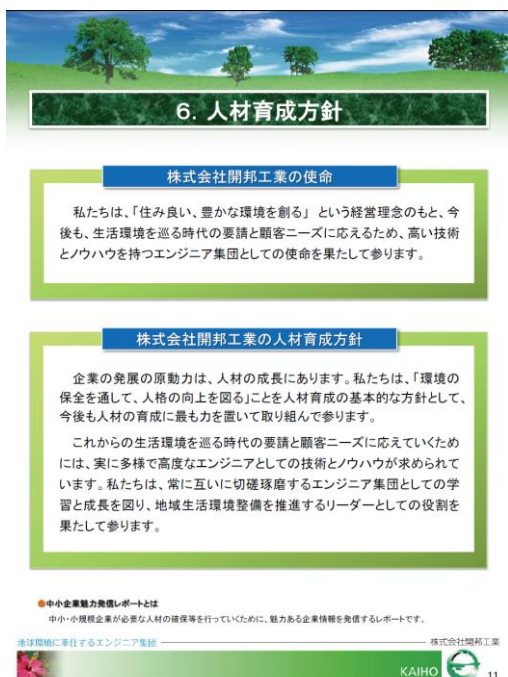 6. 人材育成方針
株式会社開邦工業の使命
私たちは、「住み良い、豊かな環境を創る」 という経営理念のもと、今
後も、生活環境を巡る時代の要請と顧客ニーズに応えるため、高い技術
とノウハウを持つエンジニア集団としての使命を果たして参ります。
株式会社開邦工業の人材育成方針
企業の発展の原動力は、人材の成長にあります。私たちは、「環境の
保全を通して、人格の向上を図る」ことを人材育成の基本的な方針として、
今後も人材の育成に最も力を置いて取り組んで参ります。
これからの生活環境を巡る時代の要請と顧客ニーズに応えていくため
には、実に多様で高度なエンジニアとしての技術とノウハウが求められて
います。私たちは、常に互いに切磋琢磨するエンジニア集団としての学
習と成長を図り、地域生活環境整備を推進するリーダーとしての役割を
果たして参ります。
●中小企業魅力発信レポートとは
中小・小規模企業が必要な人材の確保等を行っていくために、魅力ある企業情報を発信するレポートです。
地球環境に奉仕するエンジニア集団 株式会社開邦工業
KAIHO 11